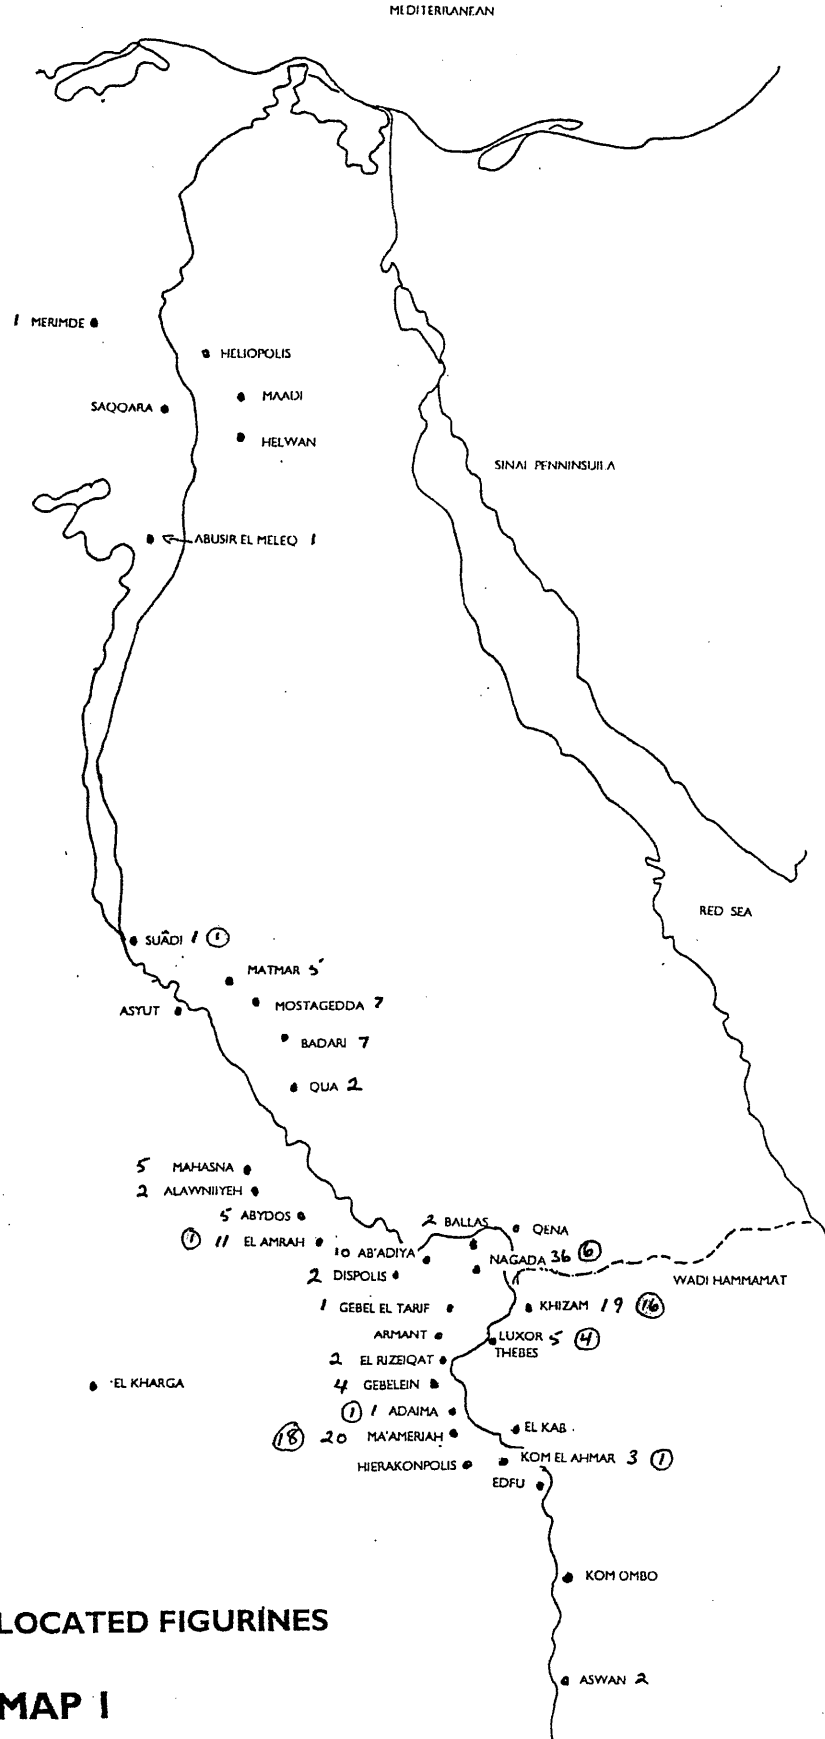 MEDITERRANEAN
1 MERIMDE
HELIOPOLIS
MAADI
SAQQARA
HELWAN
SINAI PENNINSULA
ABUSIR EL MELEQ 1
RED SEA
SUÂDI 1 1
MATMAR 5
MOSTAGEDDA 7
ASYUT
BADARI 7
QUA 2
5 MAHASNA
2 ALAWNIIYEH
5 ABYDOS
2 BALLAS
QENA
1 11 EL AMRAH
10 AB'ADIYA
NAGADA 36 6
2 DISPOLIS
WADI HAMMAMAT
1 GEBEL EL TARIF
KHIZAM 19 16
ARMANT
LUXOR 5 4
THEBES
2 EL RIZEIQAT
4 GEBELEIN
EL KHARGA
1 1 ADAIMA
EL KAB
18 20 MA'AMERIAH
KOM EL AHMAR 3 1
HIERAKONPOLIS
EDFU
KOM OMBO
LOCATED FIGURINES
ASWAN 2
MAP 1